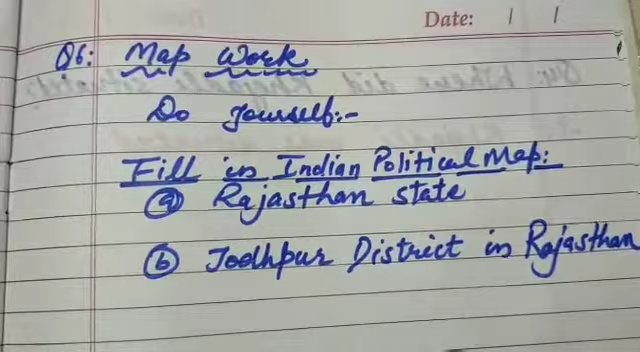 Date: / /
Q6: Map Work
Do yourself:-
Fill in Indian Political Map:
(a) Rajasthan state
(b) Jodhpur District in Rajasthan